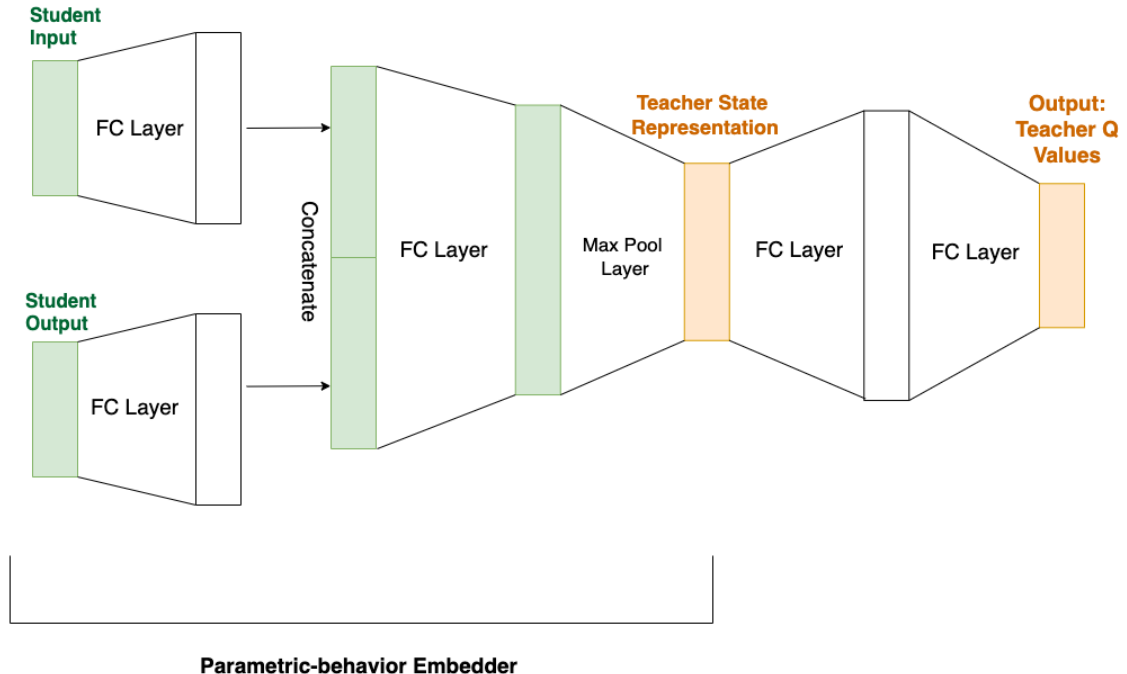 Student
Input
FC Layer
Student
Output
FC Layer
Concatenate
FC Layer
Max Pool
Layer
Teacher State
Representation
FC Layer
FC Layer
Output:
Teacher Q
Values
Parametric-behavior Embedder